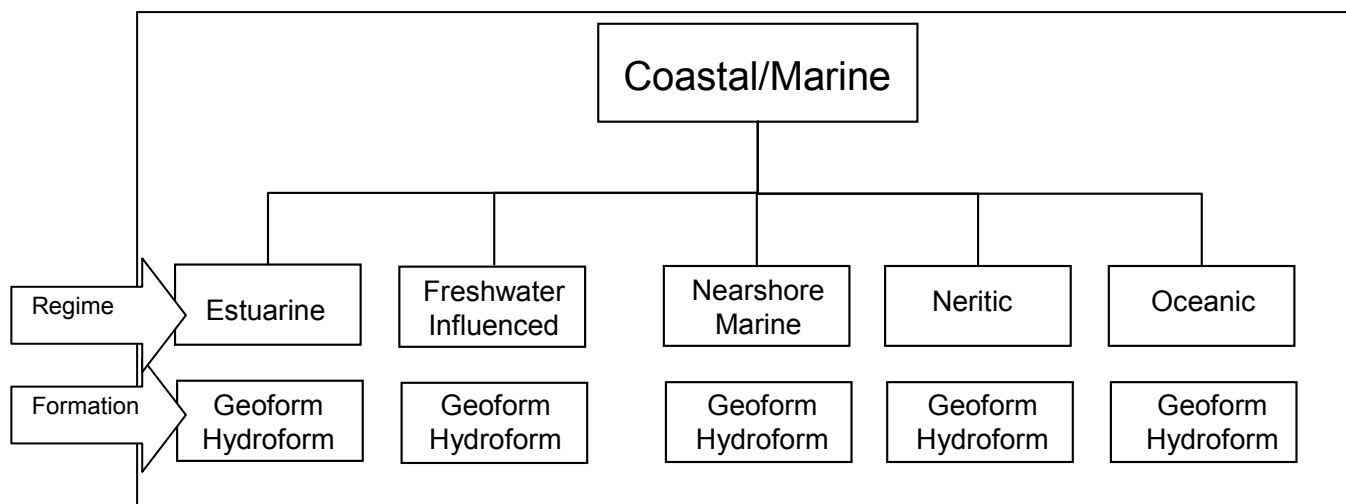 Coastal/Marine
Regime
Estuarine
Freshwater
Influenced
Nearshore
Marine
Neritic
Oceanic
Formation
Geoform
Hydroform
Geoform
Hydroform
Geoform
Hydroform
Geoform
Hydroform
Geoform
Hydroform